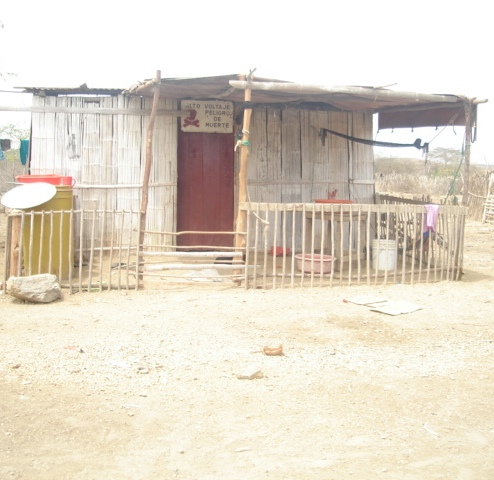 ALTO VOLTAJE
PELIGRO
DE
MUERTE